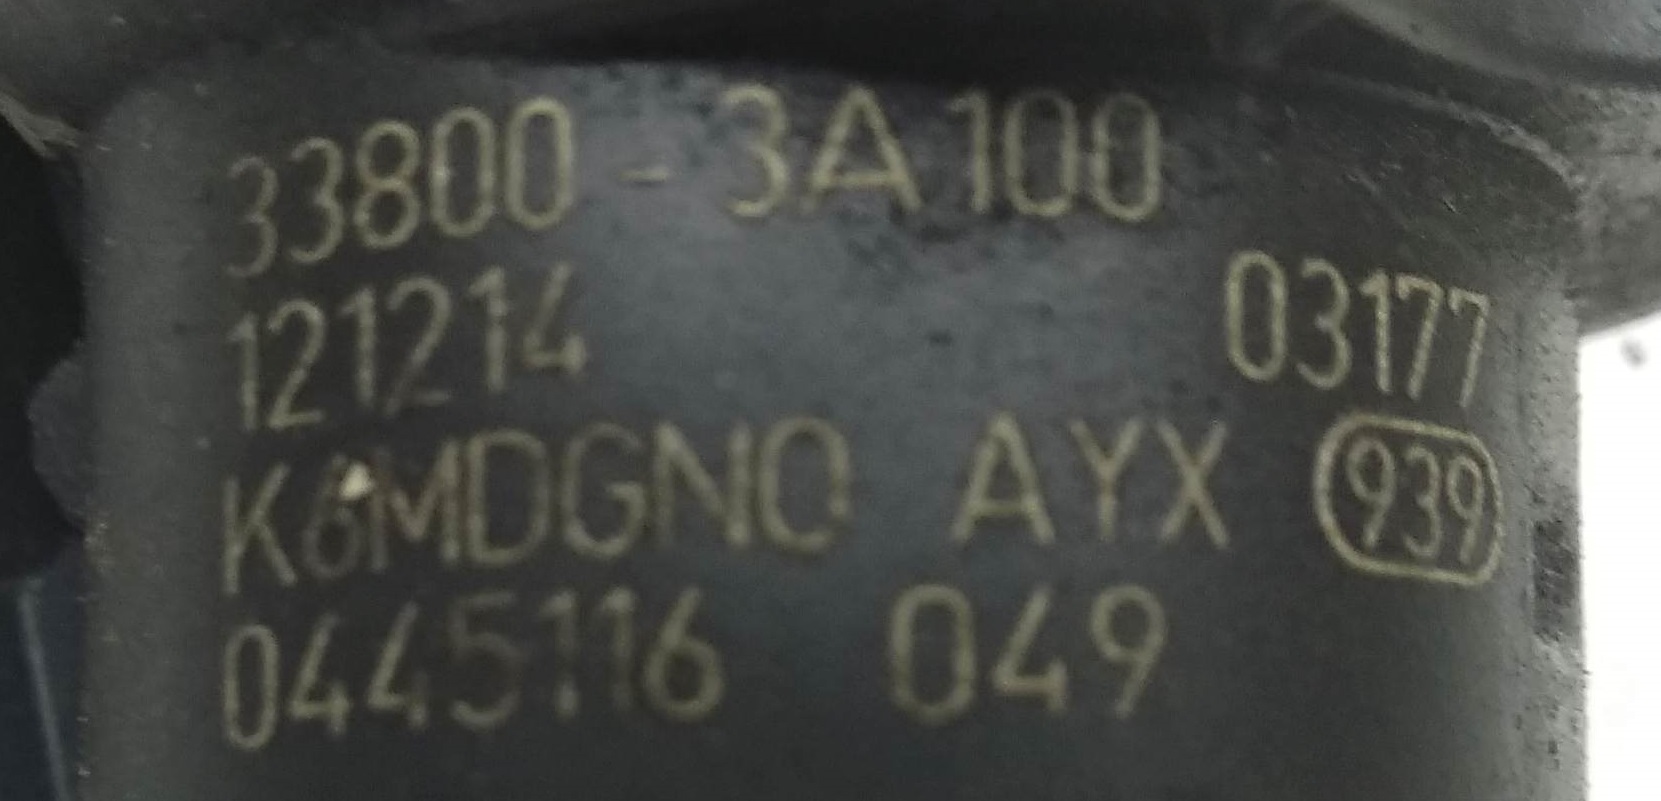 33800-3A100
121214 03177
K6MDGNO AYX 939
0445116 049